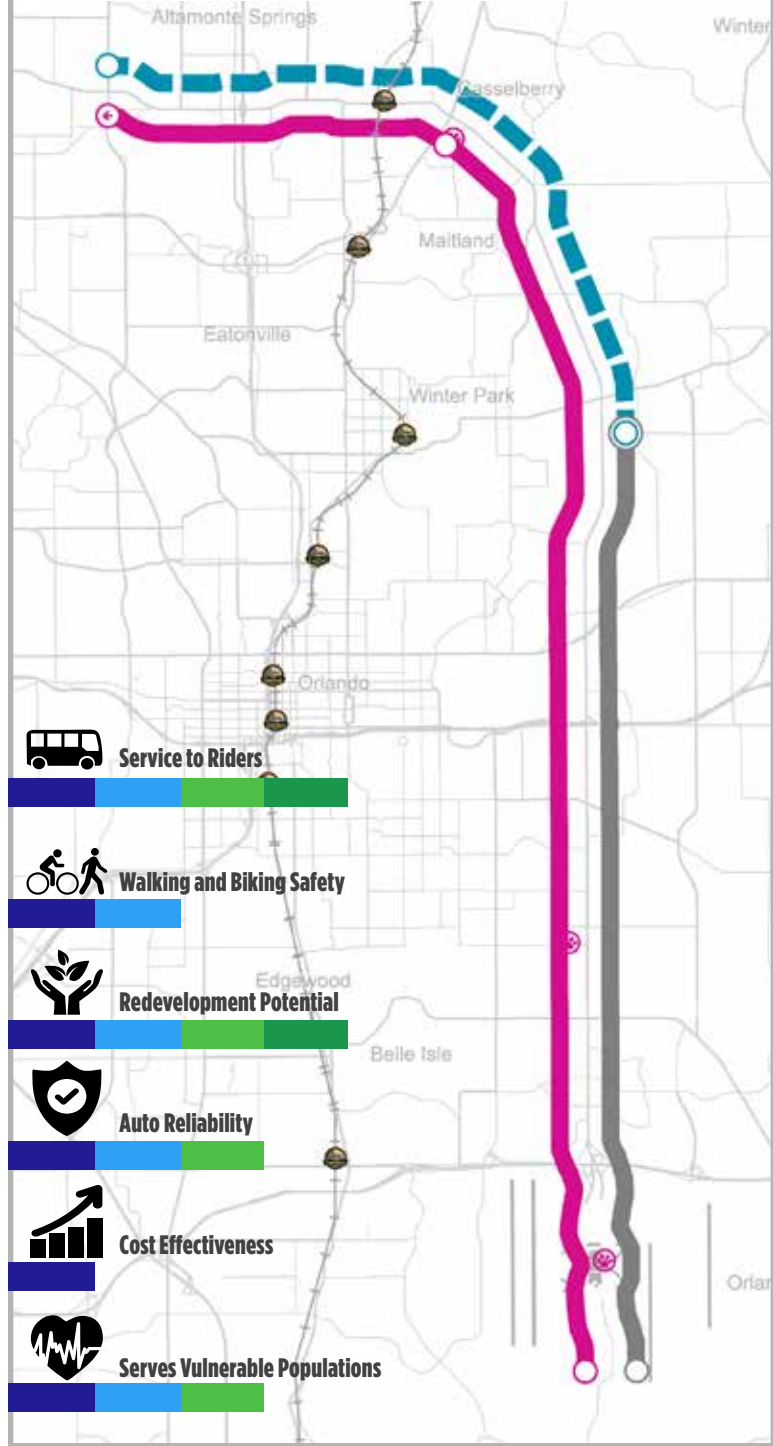 Altamonte Springs
Winter
Casselberry
Maitland
Eatonville
Winter Park
Orlando
Service to Riders
Walking and Biking Safety
Edgewood
Redevelopment Potential
Belle Isle
Auto Reliability
Cost Effectiveness
Orlan
Serves Vulnerable Populations